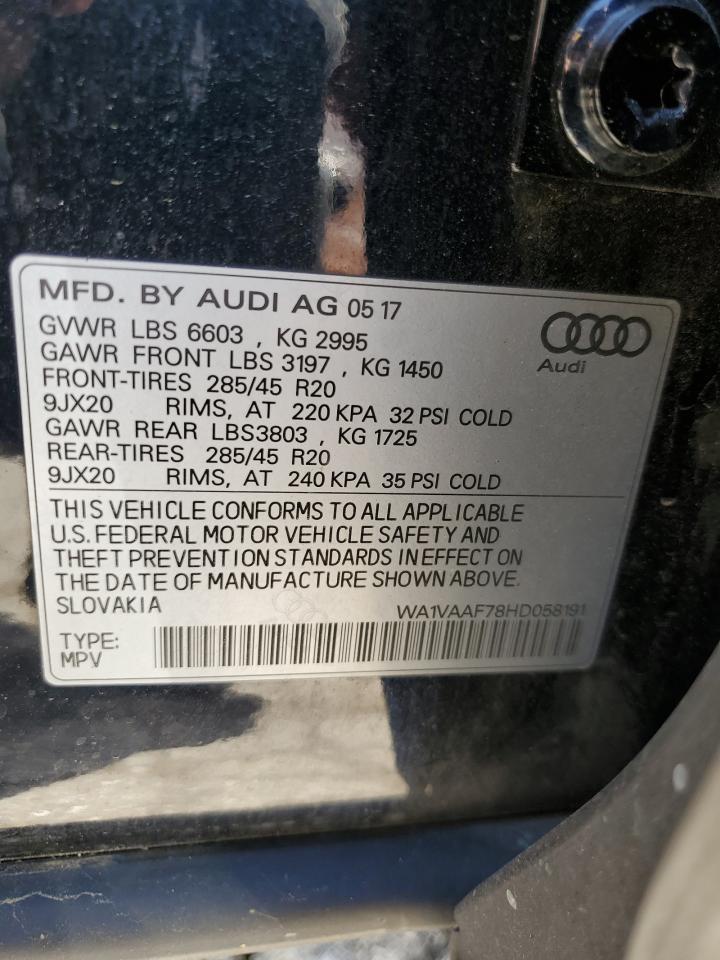 MFD. BY AUDI AG 05 17
GVWR LBS 6603 , KG 2995
GAWR FRONT LBS 3197 , KG 1450
FRONT-TIRES 285/45 R20
9JX20 RIMS, AT 220 KPA 32 PSI COLD
GAWR REAR LBS3803 , KG 1725
REAR-TIRES 285/45 R20
9JX20 RIMS, AT 240 KPA 35 PSI COLD
Audi
THIS VEHICLE CONFORMS TO ALL APPLICABLE
U.S. FEDERAL MOTOR VEHICLE SAFETY AND
THEFT PREVENTION STANDARDS IN EFFECT ON
THE DATE OF MANUFACTURE SHOWN ABOVE.
SLOVAKIA WA1VAAF78HD058191
TYPE:
MPV